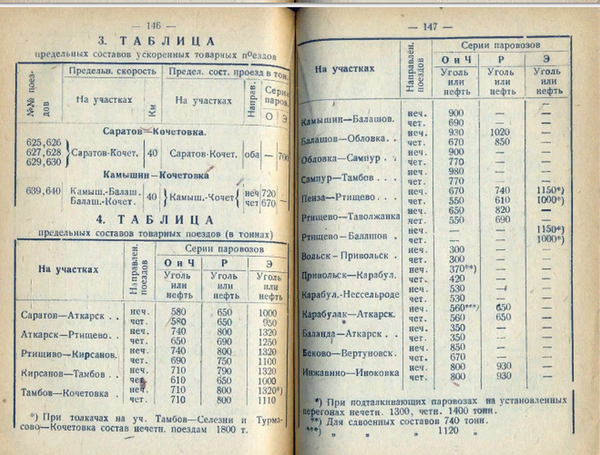 — 146 —
3. ТАБЛИЦА
предельных составов ускоренных товарных поездов
№№ поездов
Предельн. скорость
Предел. сост. проезд в тон.
На участках
Км
На участках
Направ.
Серии паров.
О
Э
Саратов—Кочетовка.
625,626
627,628
629,630
Саратов-Кочет. 40 Саратов-Кочет. оба — 700
Камышин—Кочетовка
639,640 Камыш.-Балаш. 40 Камыш.-Кочет неч 720 —
Балаш.-Кочет. чет 670 —
4. ТАБЛИЦА
предельных составов товарных поездов (в тоннах)
На участках
Направлен. поездов
Серии паровозов
О и Ч Р Э
Уголь или нефть Уголь или нефть Уголь или нефть
Саратов—Аткарск . . неч. 580 650 1000
чет. 580 650 950
Аткарск—Ртищево. . неч. 740 800 1320
чет. 650 690 1250
Ртищиво—Кирсанов. неч. 740 800 1320
чет. 690 750 1100
Кирсанов—Тамбов . . неч. 710 790 1320
чет. 610 650 1000
Тамбов—Кочетовка . неч. 710 800 1320*)
чет. 710 800 1110
*) При толкачах на уч. Тамбов—Селезни и Турма-
сово—Кочетовка состав нечетн. поездам 1800 т.
— 147 —
На участках
Направлен. поездов
Серии паровозов
О и Ч Р Э
Уголь или нефть Уголь или нефть Уголь или нефть
Камышин—Балашов. неч. 900 — —
чет. 690 — —
Балашов—Обловка. . неч. 930 1020 —
чет. 670 850 —
Обловка—Сампур . . неч. 900 — —
чет. 770 — —
Сампур—Тамбов . . . неч. 980 — —
чет. 770 — —
Пенза—Ртищево . . . неч. 670 740 1150*)
чет. 550 610 1000*)
Ртищево—Таволжанка неч. 650 820 —
чет. 550 690 —
Ртищево—Балашов . . — — 1150*)
— — 1000*)
Вольск—Привольск . неч. 300 — —
чет. 300 — —
Привольск—Карабул. неч. 370**) — —
чет. 420 — —
Карабул.-Нессельроде неч. 530 — —
чет. 530 — —
Карабулак—Аткарск. неч. 560***) 650 —
чет. 560 650 —
Баланда—Аткарск . . неч. 350 — —
чет. 350 — —
Беково—Вертуновск. неч. 850 — —
чет. 670 — —
Инжавино—Иноковка неч. 800 930 —
чет. 800 930 —
*) При подталкивающих паровозах на установленных
перегонах нечетн. 1300, четн. 1400 тонн.
**) Для сдвоенных составов 740 тонн.
***) „ „ „ 1120 „